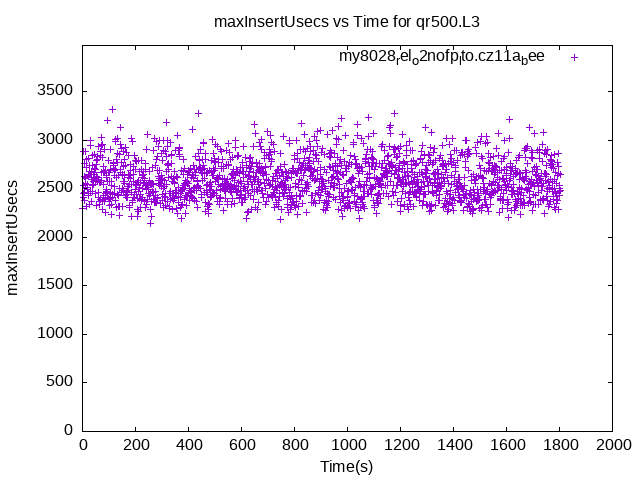 maxInsertUsecs vs Time for qr500.L3
my8028relo2nofplto.cz11abee
3500
3000
2500
2000
1500
1000
500
0
maxInsertUsecs
0 200 400 600 800 1000 1200 1400 1600 1800 2000
Time(s)